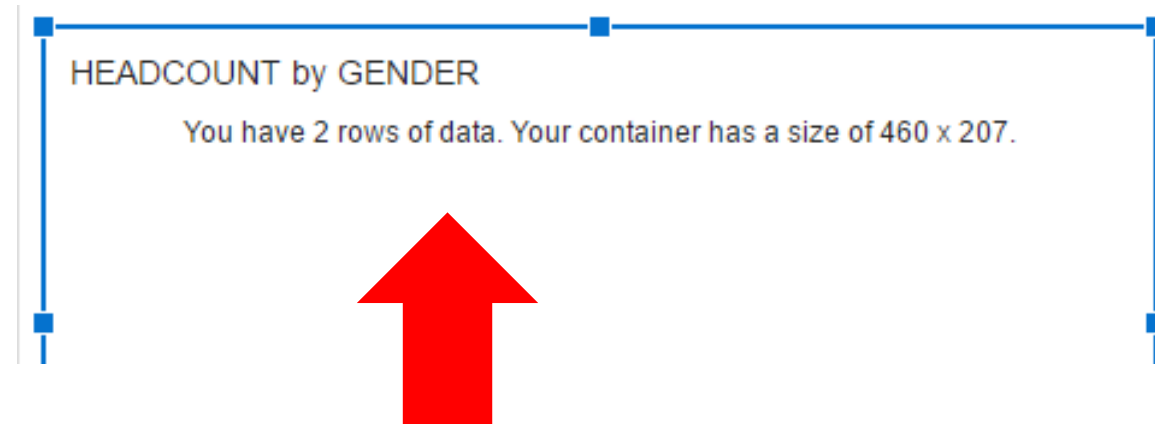 HEADCOUNT by GENDER
You have 2 rows of data. Your container has a size of 460 x 207.